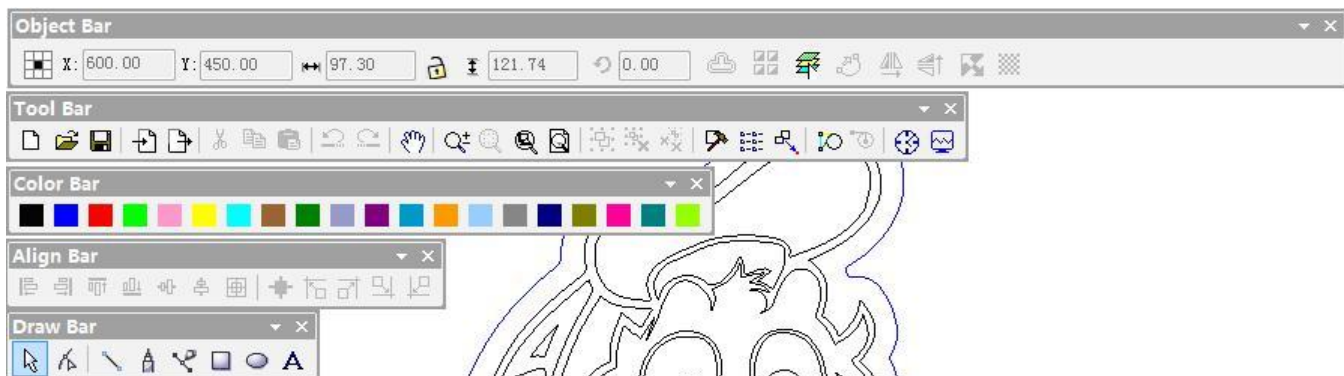 Object Bar
X: 600.00 Y: 450.00 97.30 121.74 0.00
Tool Bar
Color Bar
Align Bar
Draw Bar
A